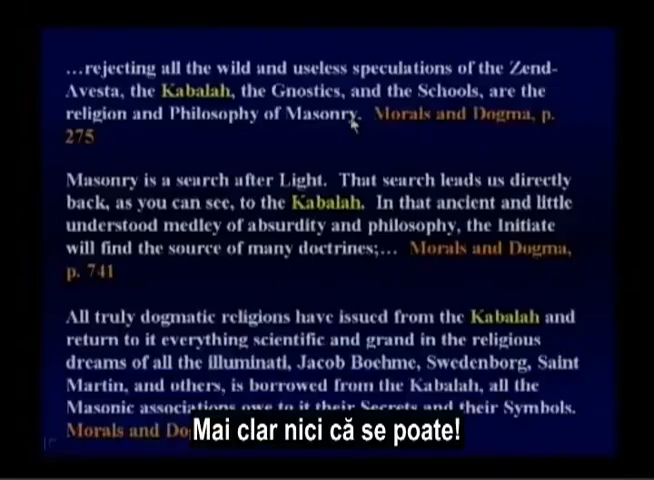 ...rejecting all the wild and useless speculations of the Zend-
Avesta, the Kabalah, the Gnostics, and the Schools, are the
religion and Philosophy of Masonry. Morals and Dogma, p.
275
Masonry is a search after Light. That search leads us directly
back, as you can see, to the Kabalah. In that ancient and little
understood medley of absurdity and philosophy, the Initiate
will find the source of many doctrines;... Morals and Dogma,
p. 741
All truly dogmatic religions have issued from the Kabalah and
return to it everything scientific and grand in the religious
dreams of all the illuminati, Jacob Boehme, Swedenborg, Saint
Martin, and others, is borrowed from the Kabalah, all the
Masonic associations owe to it their Secrets and their Symbols.
Morals and Do
Mai clar nici că se poate!